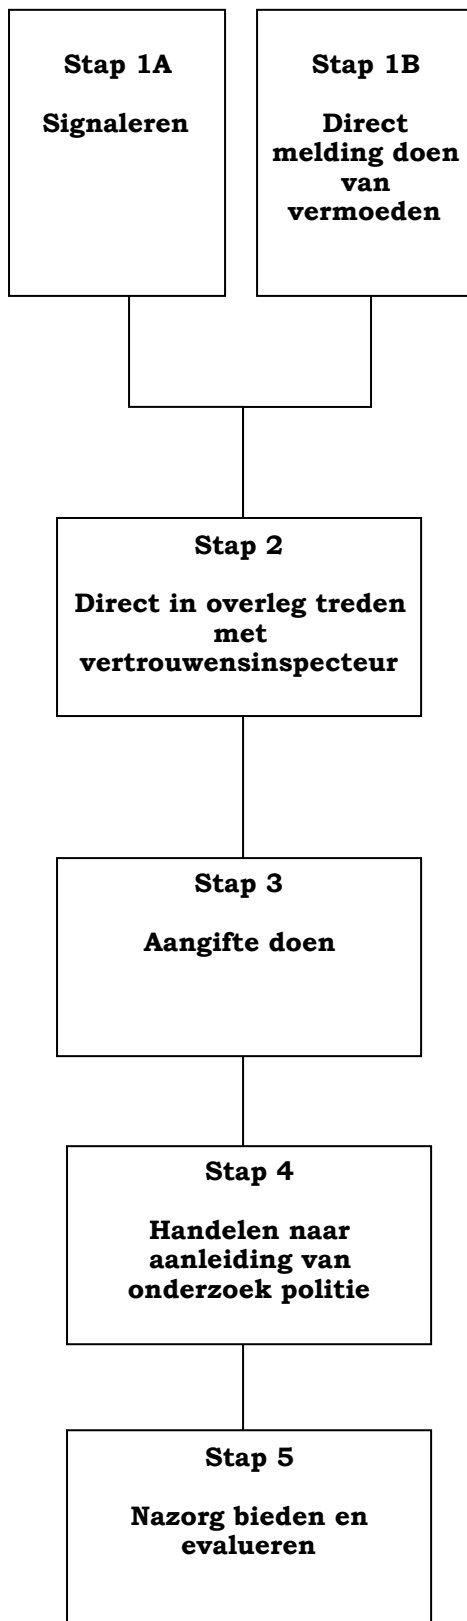 Stap 1A
Signaleren
Stap 1B
Direct
melding doen
van
vermoeden
Stap 2
Direct in overleg treden
met
vertrouwensinspecteur
Stap 3
Aangifte doen
Stap 4
Handelen naar
aanleiding van
onderzoek politie
Stap 5
Nazorg bieden en
evalueren